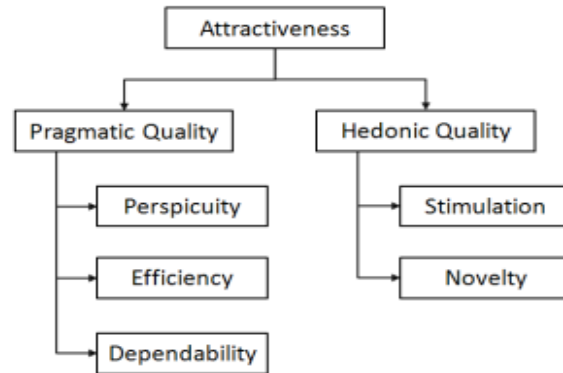 Attractiveness
Pragmatic Quality
Hedonic Quality
Perspicuity
Stimulation
Efficiency
Novelty
Dependability